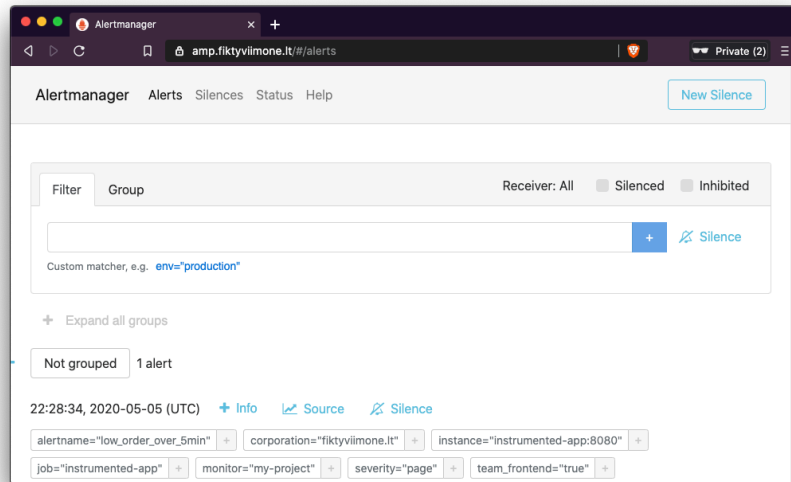 Alertmanager
amp.fiktyviimone.lt/#/alerts
Private (2)
Alertmanager Alerts Silences Status Help New Silence
Filter Group Receiver: All Silenced Inhibited
+ Silence
Custom matcher, e.g. env="production"
+ Expand all groups
Not grouped 1 alert
22:28:34, 2020-05-05 (UTC) + Info Source Silence
alertname="low_order_over_5min" + corporation="fiktyviimone.lt" + instance="instrumented-app:8080" +
job="instrumented-app" + monitor="my-project" + severity="page" + team_frontend="true" +